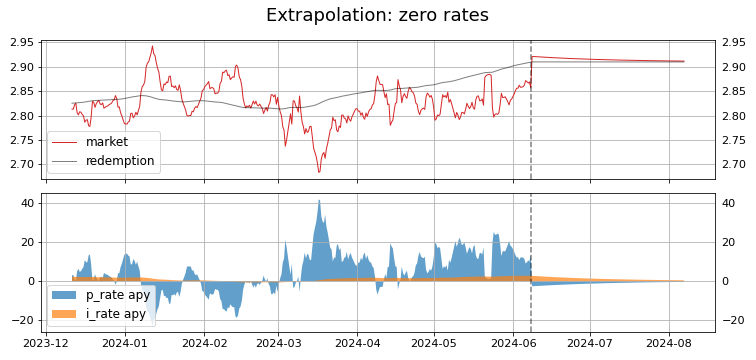 Extrapolation: zero rates
2.95 2.95
2.90 2.90
2.85 2.85
2.80 2.80
2.75 2.75
2.70 2.70
market
redemption
40 40
20 20
0 0
−20 −20
p_rate apy
i_rate apy
2023-12 2024-01 2024-02 2024-03 2024-04 2024-05 2024-06 2024-07 2024-08